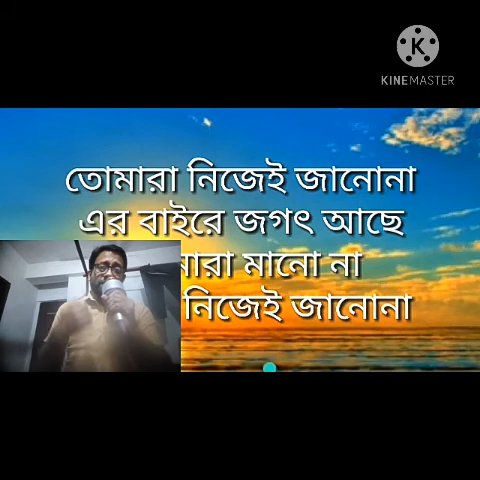 KINEMASTER
তোমারা নিজেই জানোনা
এর বাইরে জগৎ আছে
মানো না
নিজেই জানোনা